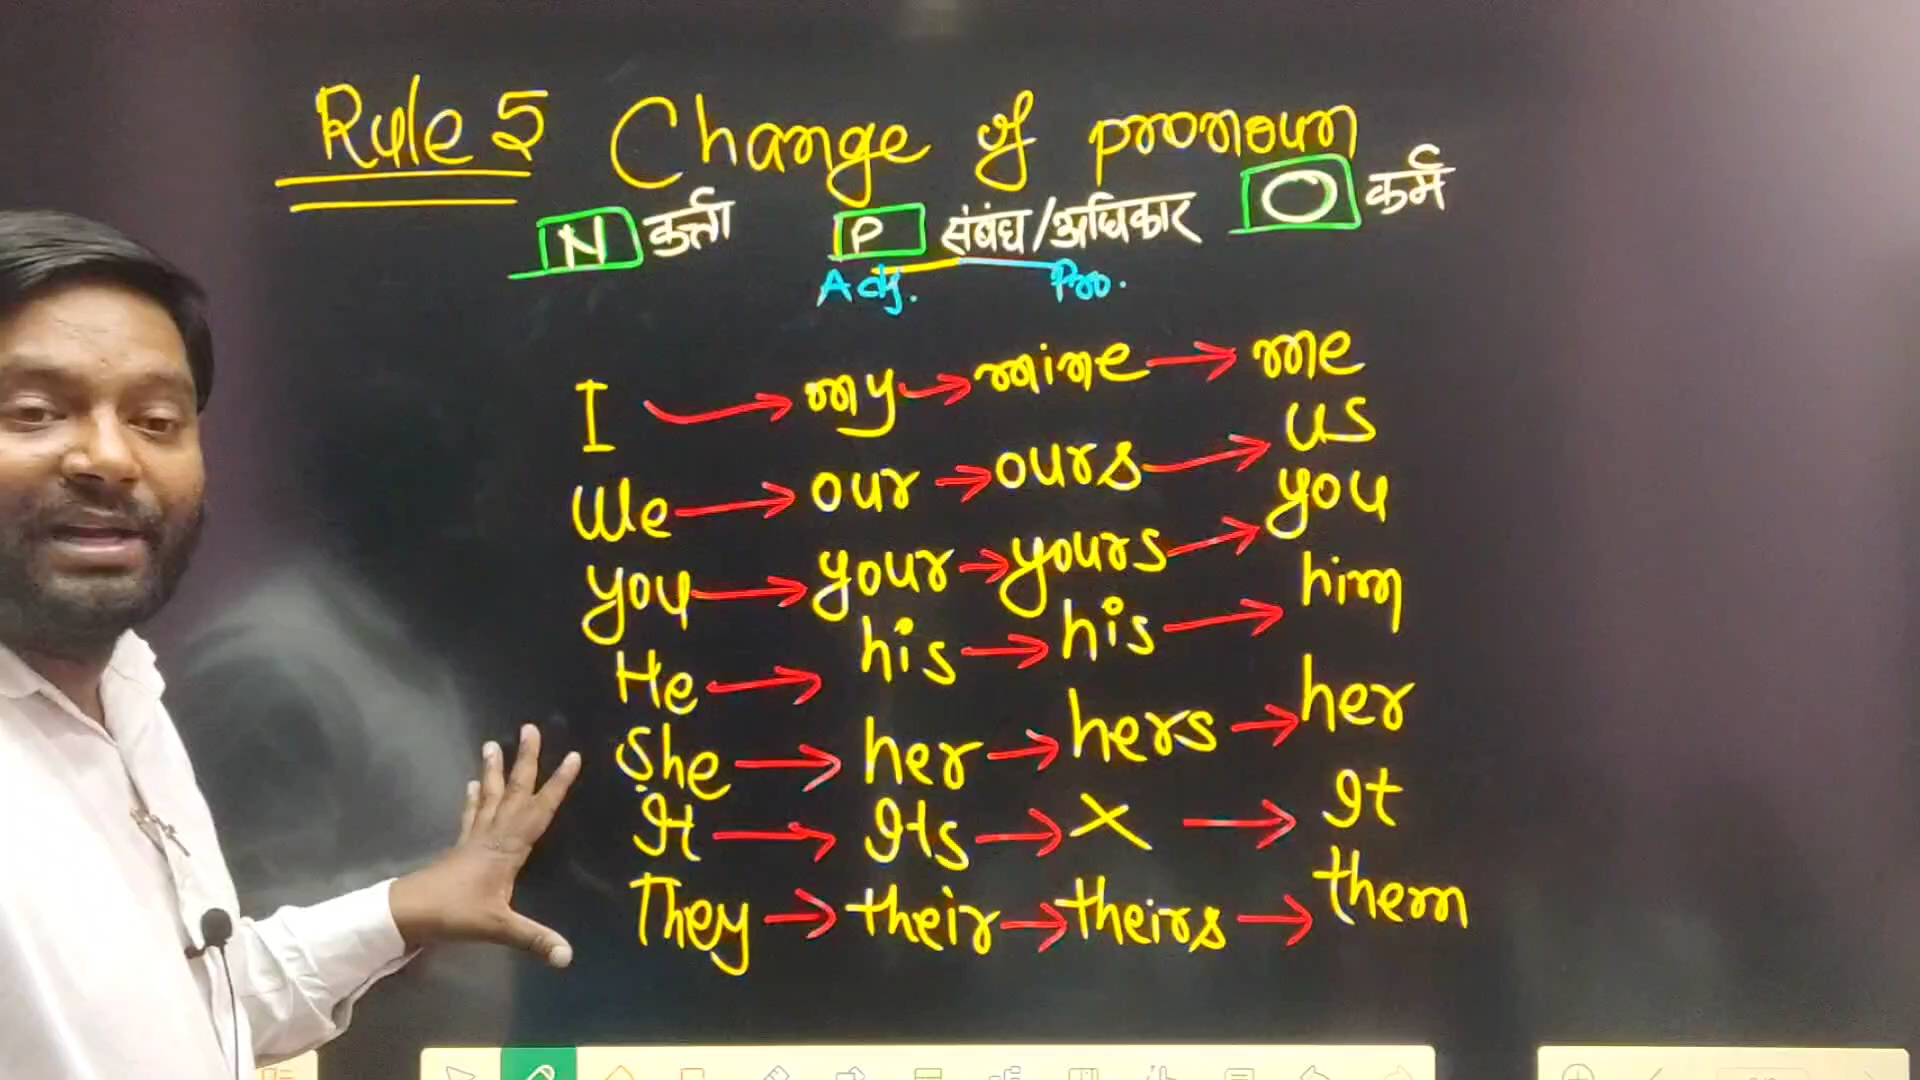 Rule 5 Change of pronoun
N कर्त्ता P संबंध/अधिकार O कर्म
Adj. Pro.
I → my → mine → me
We → our → ours → us
you → your → yours → you
He → his → his → him
She → her → hers → her
It → Its → X → It
They → their → theirs → them